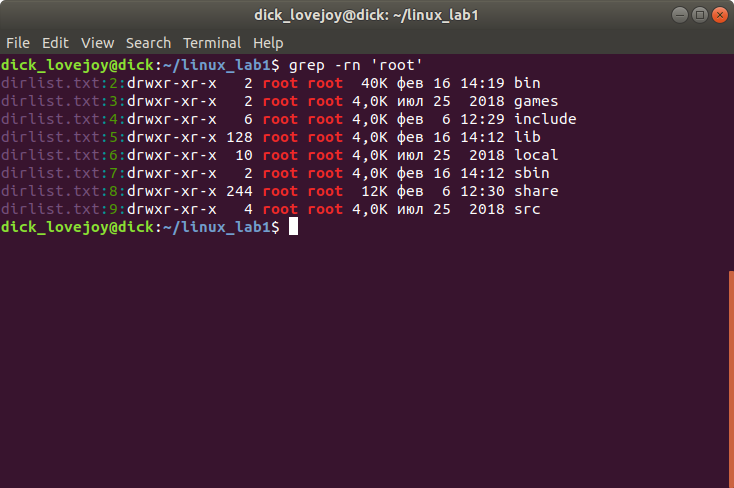 dick_lovejoy@dick: ~/linux_lab1
File Edit View Search Terminal Help
dick_lovejoy@dick:~/linux_lab1$ grep -rn 'root'
dirlist.txt:2:drwxr-xr-x   2 root root  40K фев 16 14:19 bin
dirlist.txt:3:drwxr-xr-x   2 root root 4,0K июл 25  2018 games
dirlist.txt:4:drwxr-xr-x   6 root root 4,0K фев  6 12:29 include
dirlist.txt:5:drwxr-xr-x 128 root root 4,0K фев 16 14:12 lib
dirlist.txt:6:drwxr-xr-x  10 root root 4,0K июл 25  2018 local
dirlist.txt:7:drwxr-xr-x   2 root root 4,0K фев 16 14:12 sbin
dirlist.txt:8:drwxr-xr-x 244 root root  12K фев  6 12:30 share
dirlist.txt:9:drwxr-xr-x   4 root root 4,0K июл 25  2018 src
dick_lovejoy@dick:~/linux_lab1$